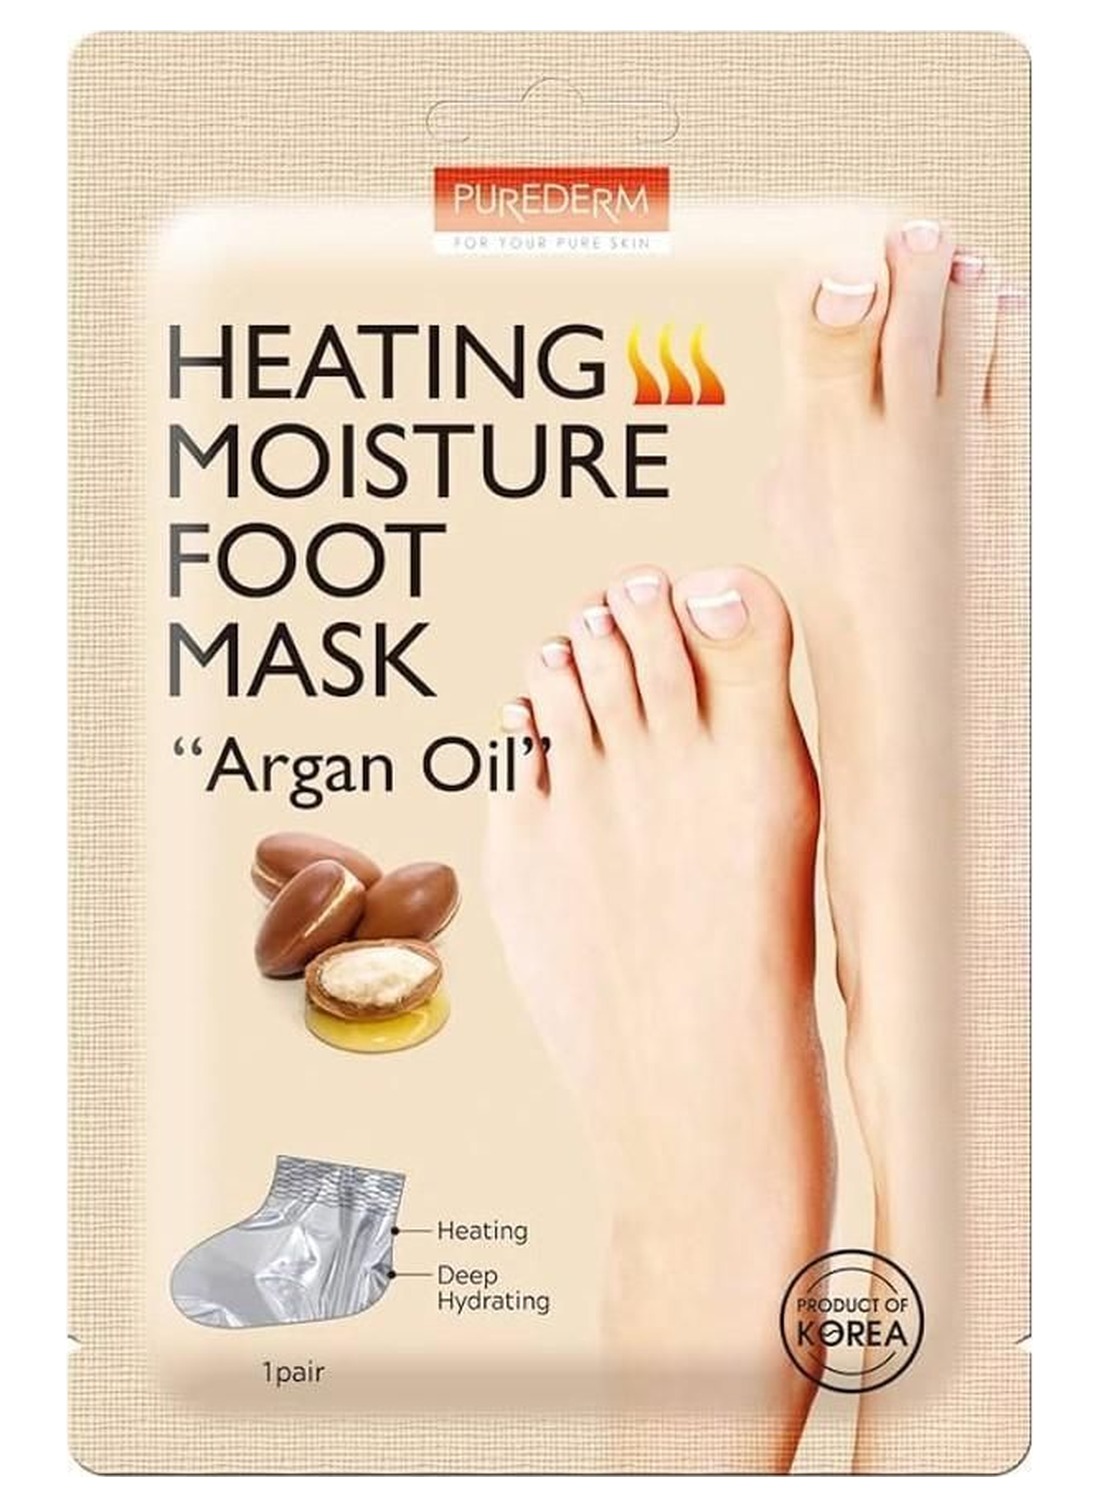 PUREDERM
FOR YOUR PURE SKIN
HEATING
MOISTURE
FOOT
MASK
“Argan Oil”
Heating
Deep
Hydrating
1pair
PRODUCT OF
KOREA